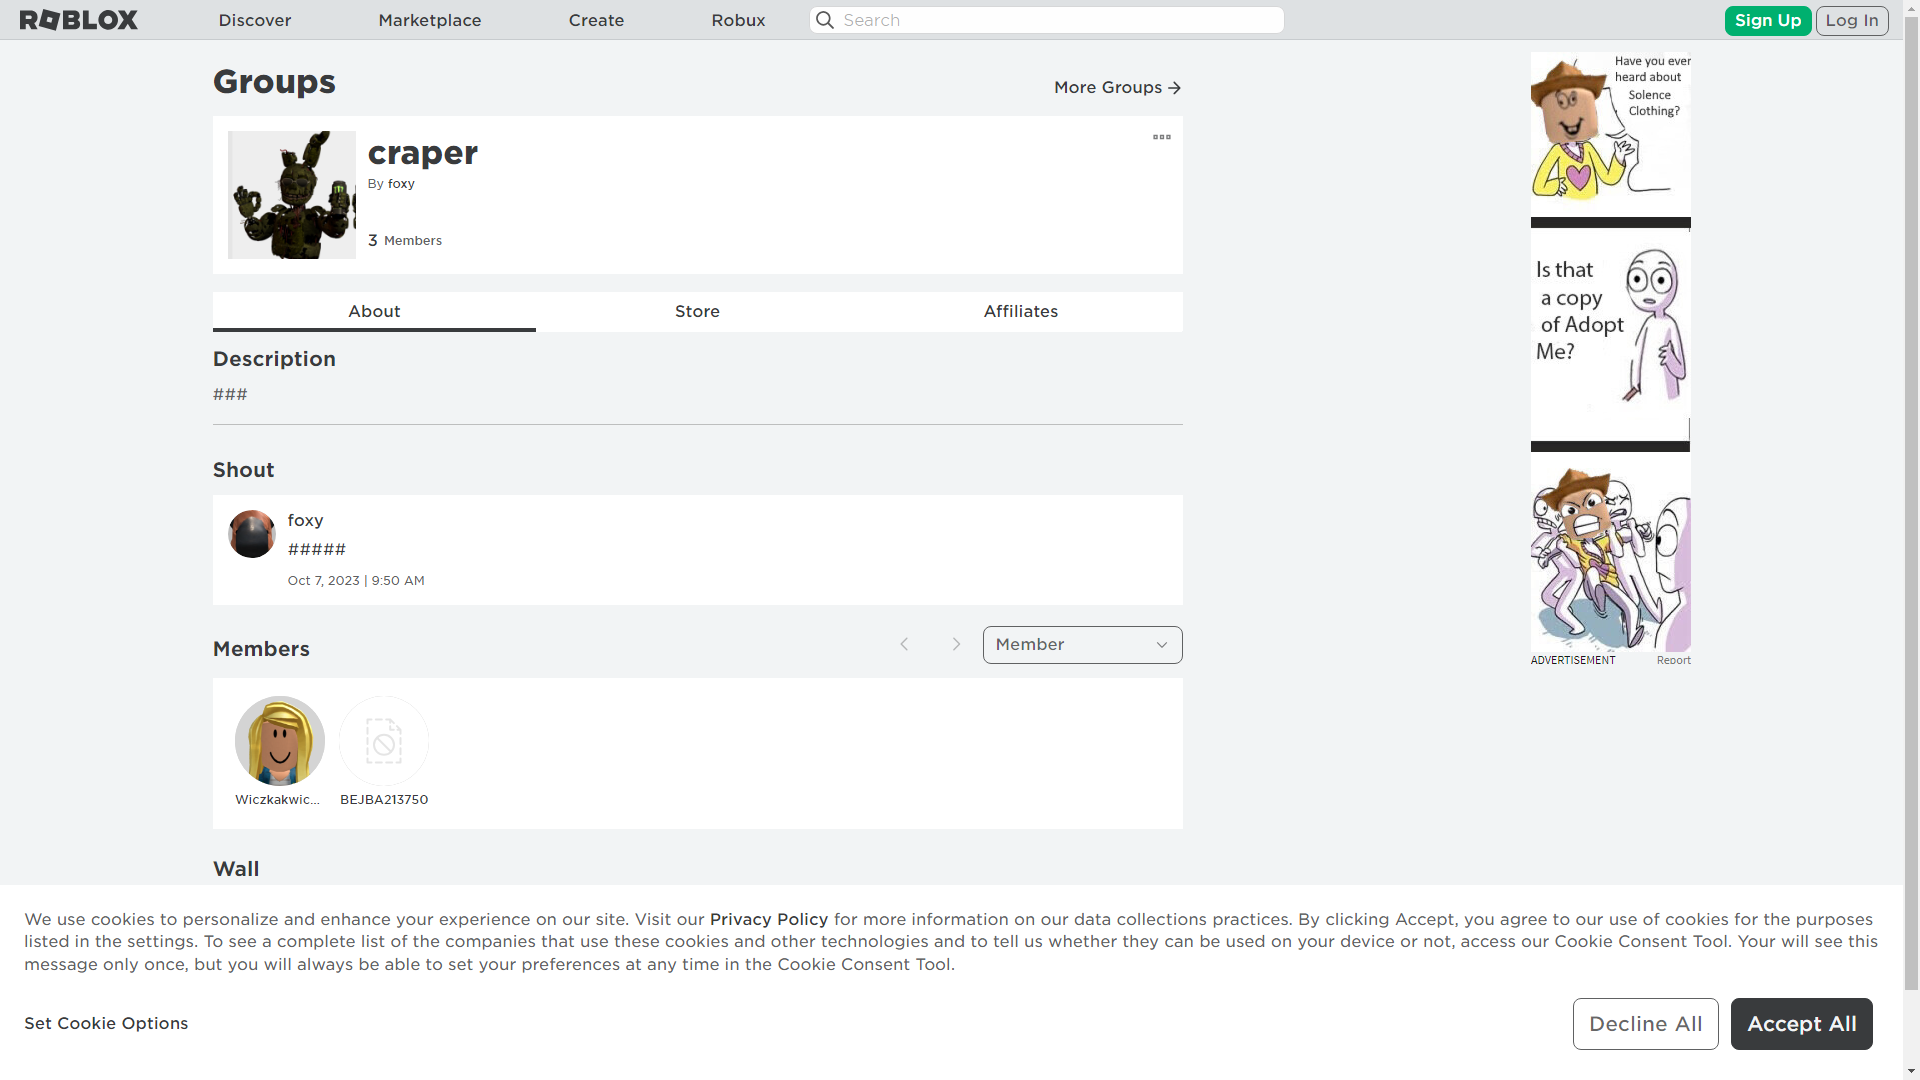 ROBLOX
Discover
Marketplace
Create
Robux
Search
Sign Up
Log In
Groups
More Groups
craper
By foxy
3 Members
About
Store
Affiliates
Description
###
Shout
foxy
#####
Oct 7, 2023 | 9:50 AM
Members
Member
Wiczkakwic...
BEJBA213750
Wall
Have you ever
heard about
Solence
Clothing?
Is that
a copy
of Adopt
Me?
ADVERTISEMENT
Report
We use cookies to personalize and enhance your experience on our site. Visit our Privacy Policy for more information on our data collections practices. By clicking Accept, you agree to our use of cookies for the purposes
listed in the settings. To see a complete list of the companies that use these cookies and other technologies and to tell us whether they can be used on your device or not, access our Cookie Consent Tool. Your will see this
message only once, but you will always be able to set your preferences at any time in the Cookie Consent Tool.
Set Cookie Options
Decline All
Accept All